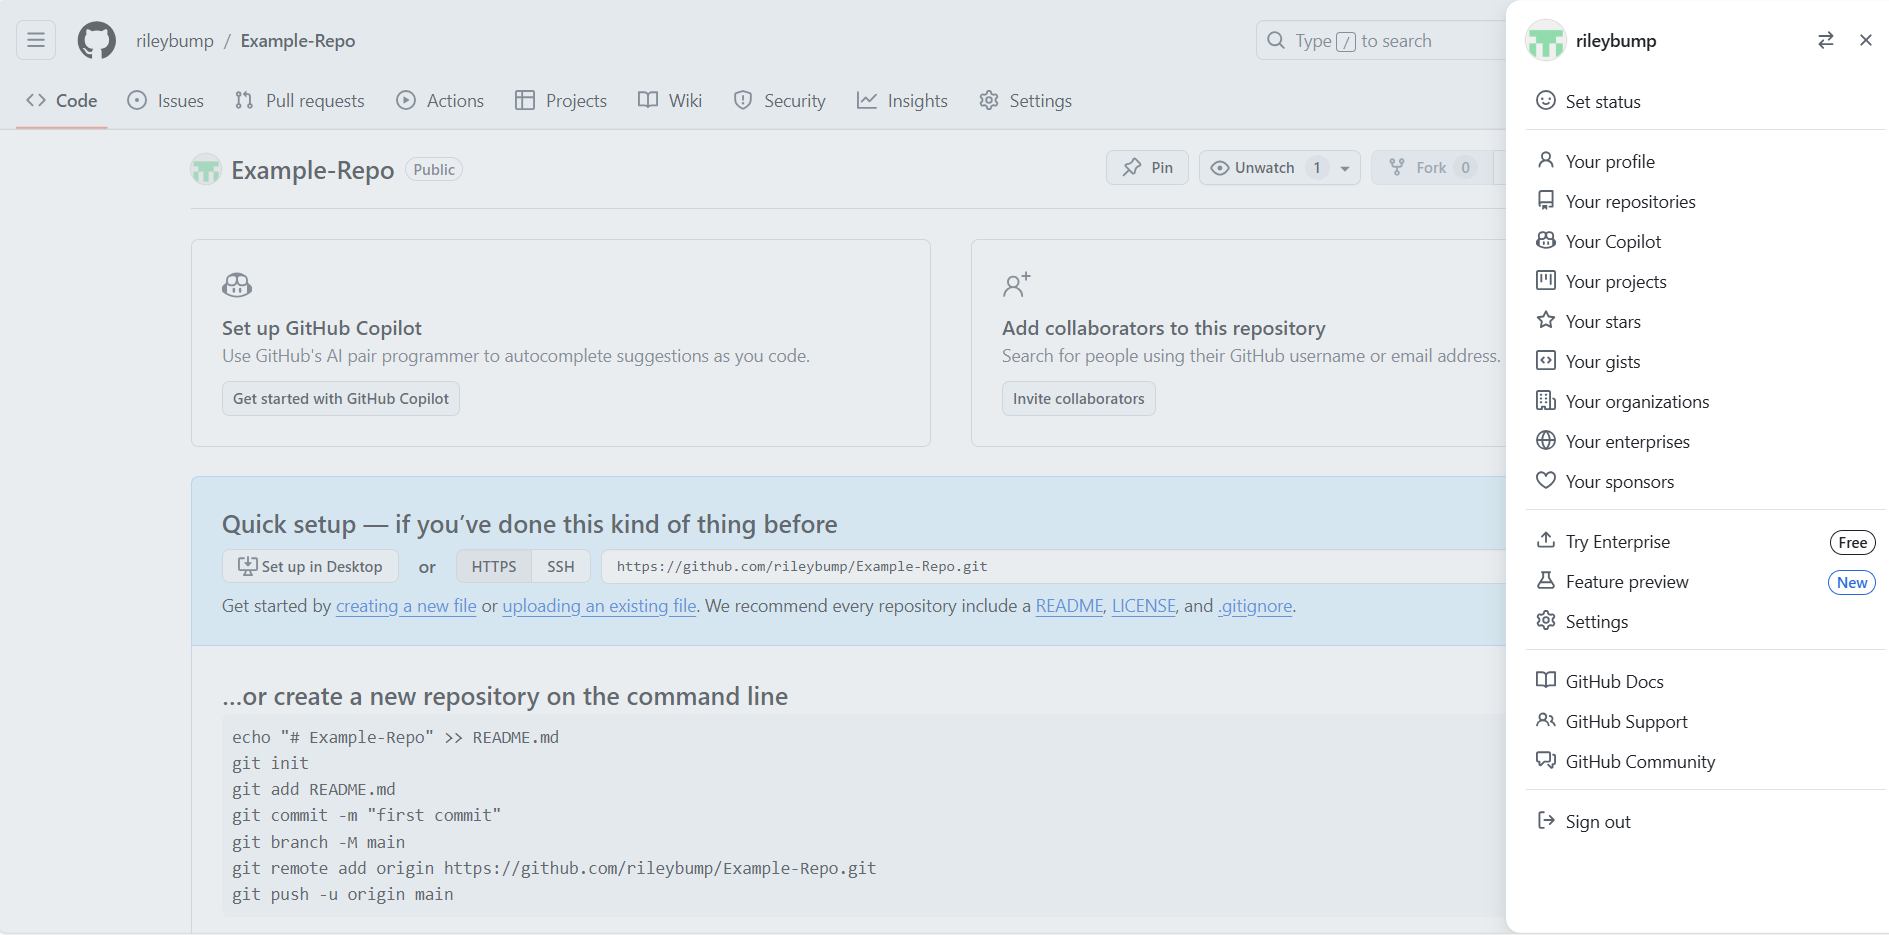 rileybump / Example-Repo
Type / to search
Code Issues Pull requests Actions Projects Wiki Security Insights Settings
Example-Repo Public
Pin Unwatch 1 Fork 0
Set up GitHub Copilot
Use GitHub's AI pair programmer to autocomplete suggestions as you code.
Get started with GitHub Copilot
Add collaborators to this repository
Search for people using their GitHub username or email address.
Invite collaborators
Quick setup — if you’ve done this kind of thing before
Set up in Desktop or HTTPS SSH https://github.com/rileybump/Example-Repo.git
Get started by creating a new file or uploading an existing file. We recommend every repository include a README, LICENSE, and .gitignore.
…or create a new repository on the command line
echo "# Example-Repo" >> README.md
git init
git add README.md
git commit -m "first commit"
git branch -M main
git remote add origin https://github.com/rileybump/Example-Repo.git
git push -u origin main
rileybump
Set status
Your profile
Your repositories
Your Copilot
Your projects
Your stars
Your gists
Your organizations
Your enterprises
Your sponsors
Try Enterprise Free
Feature preview New
Settings
GitHub Docs
GitHub Support
GitHub Community
Sign out